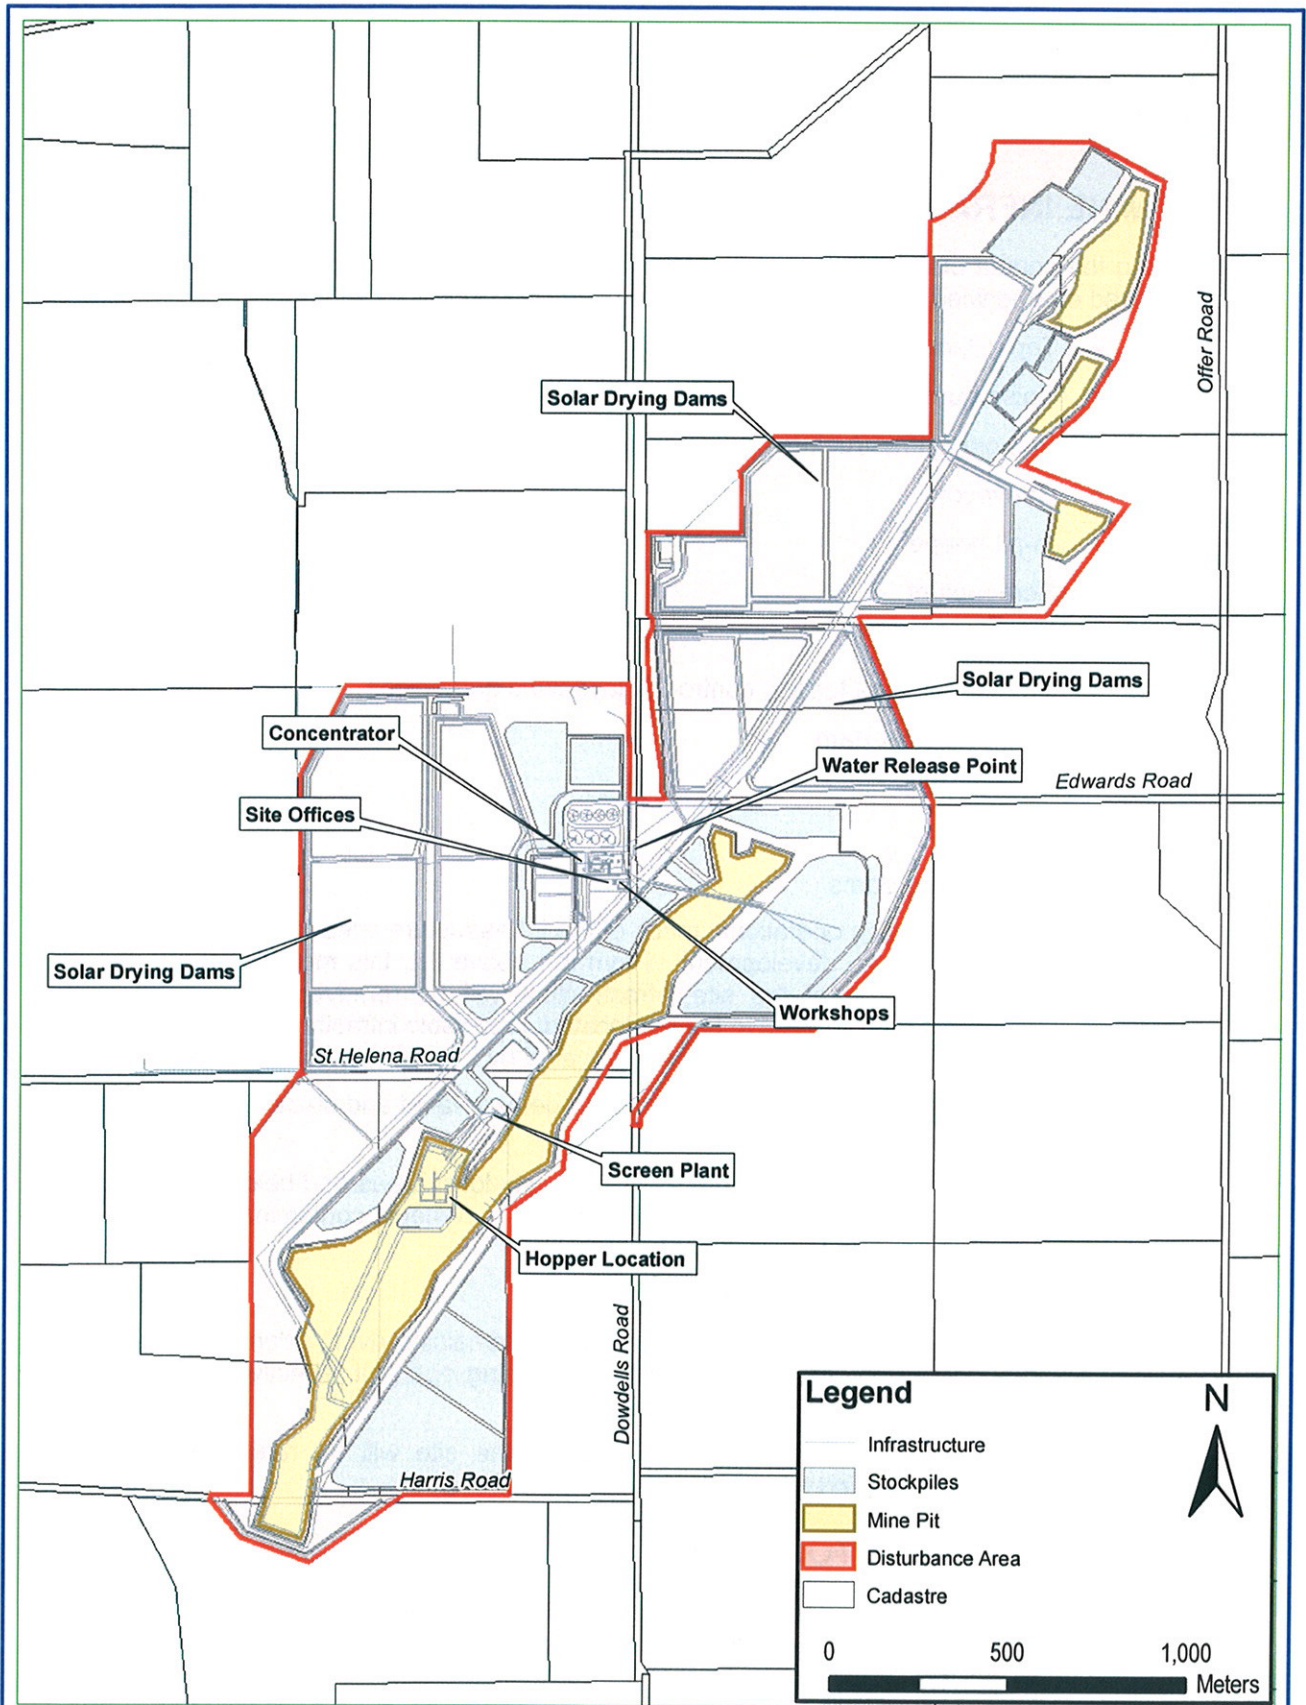 Offer Road
Solar Drying Dams
Solar Drying Dams
Concentrator
Water Release Point
Edwards Road
Site Offices
Solar Drying Dams
Workshops
St Helena Road
Screen Plant
Hopper Location
Dowdells Road
Harris Road
Legend
N
Infrastructure
Stockpiles
Mine Pit
Disturbance Area
Cadastre
0 500 1,000
Meters